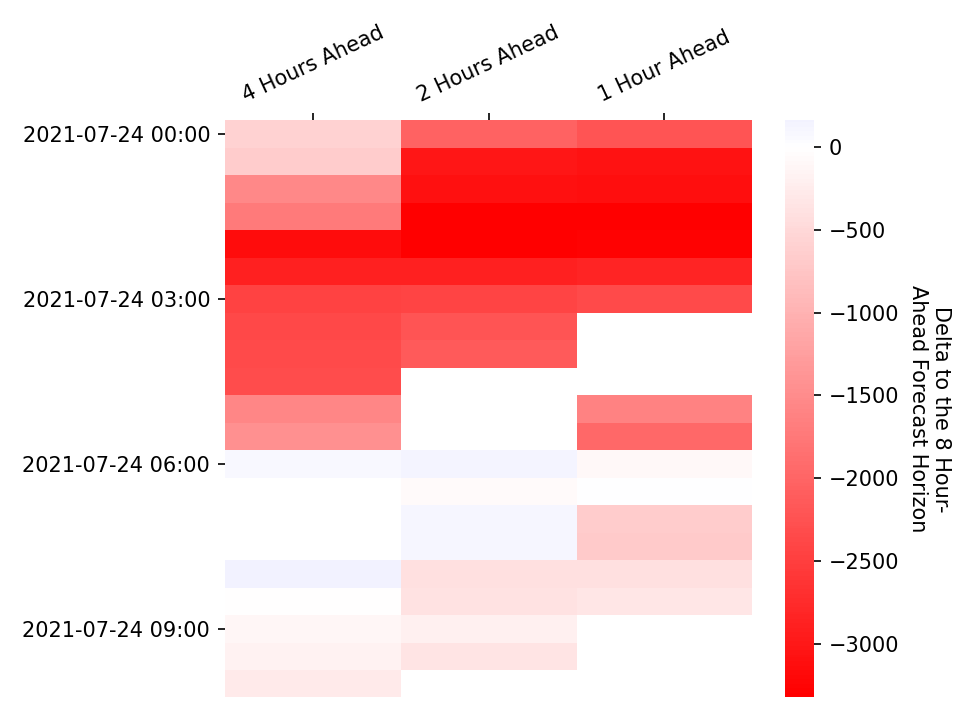 4 Hours Ahead
2 Hours Ahead
1 Hour Ahead
2021-07-24 00:00
2021-07-24 03:00
2021-07-24 06:00
2021-07-24 09:00
0
−500
−1000
−1500
−2000
−2500
−3000
Delta to the 8 Hour-
Ahead Forecast Horizon